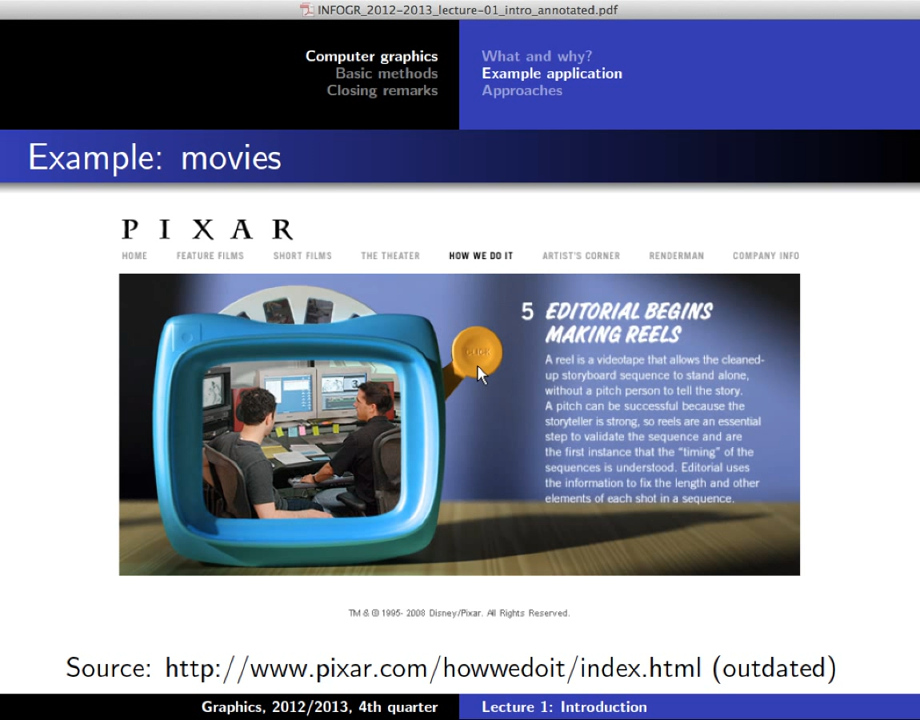 INFOGR_2012-2013_lecture-01_intro_annotated.pdf
Computer graphics
Basic methods
Closing remarks
What and why?
Example application
Approaches
Example: movies
PIXAR
HOME FEATURE FILMS SHORT FILMS THE THEATER HOW WE DO IT ARTIST'S CORNER RENDERMAN COMPANY INFO
CLICK
5 EDITORIAL BEGINS
MAKING REELS
A reel is a videotape that allows the cleaned-
up storyboard sequence to stand alone,
without a pitch person to tell the story.
A pitch can be successful because the
storyteller is strong, so reels are an essential
step to validate the sequence and are
the first instance that the "timing" of the
sequences is understood. Editorial uses
the information to fix the length and other
elements of each shot in a sequence.
TM & © 1995- 2008 Disney/Pixar. All Rights Reserved.
Source: http://www.pixar.com/howwedoit/index.html (outdated)
Graphics, 2012/2013, 4th quarter
Lecture 1: Introduction